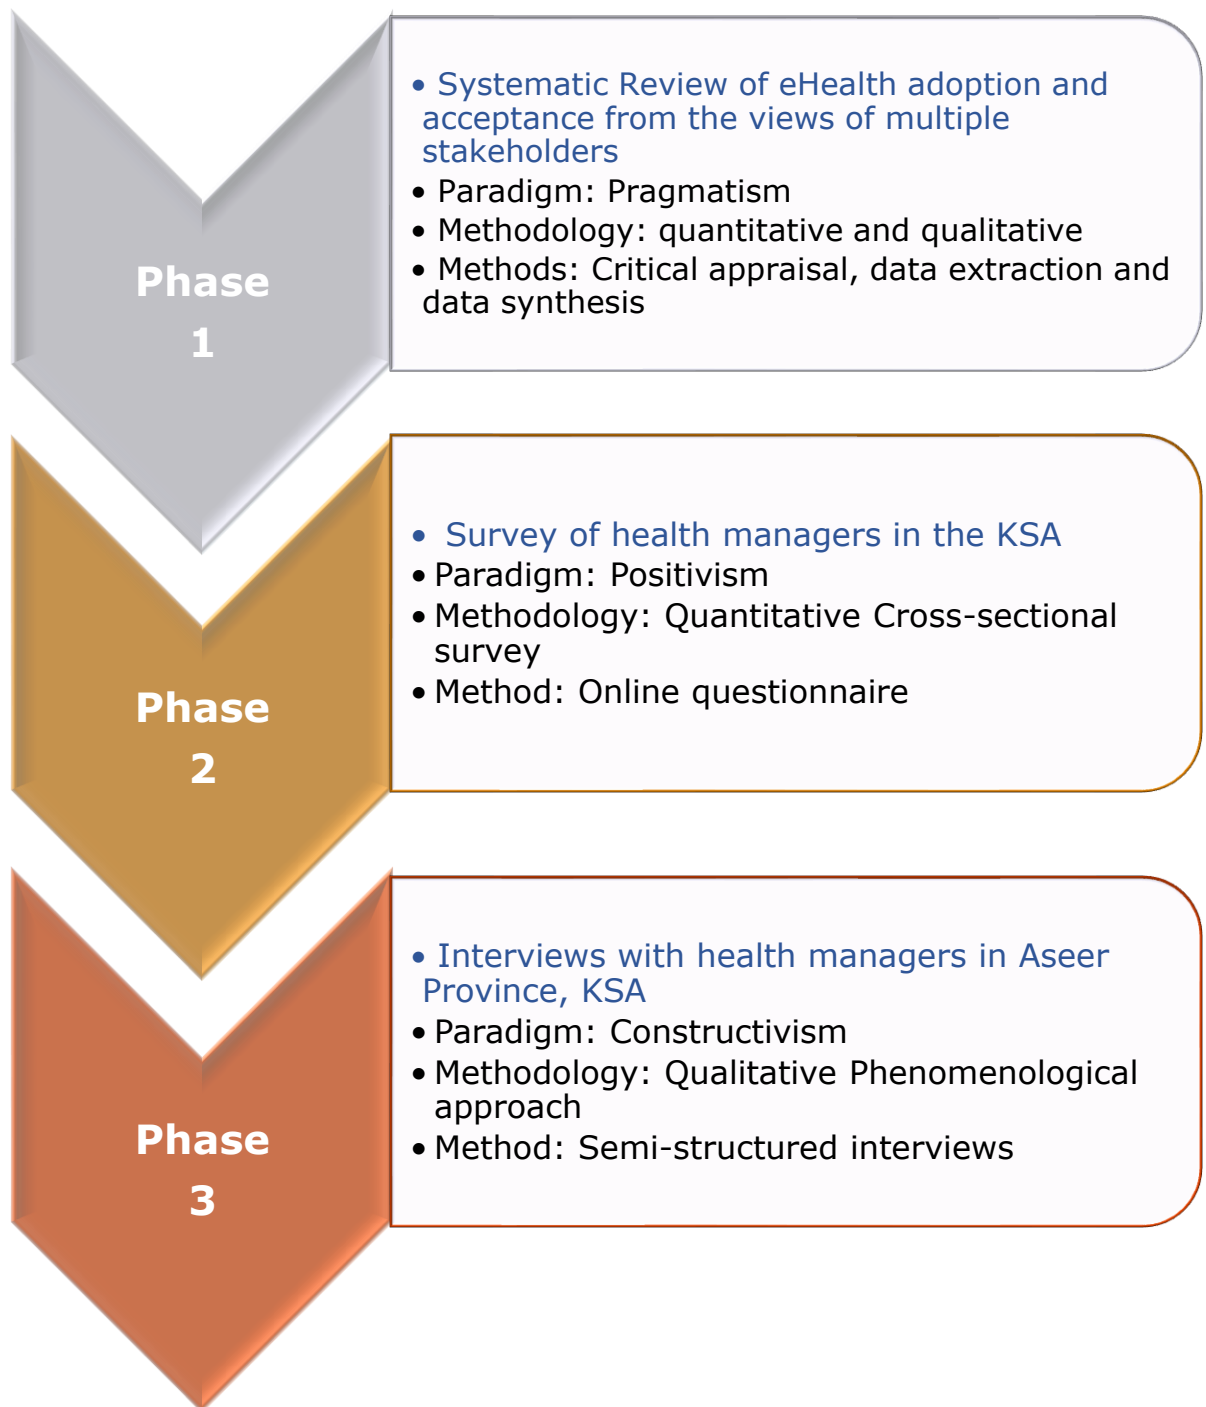 Phase
1
• Systematic Review of eHealth adoption and
acceptance from the views of multiple
stakeholders
• Paradigm: Pragmatism
• Methodology: quantitative and qualitative
• Methods: Critical appraisal, data extraction and
data synthesis
Phase
2
• Survey of health managers in the KSA
• Paradigm: Positivism
• Methodology: Quantitative Cross-sectional
survey
• Method: Online questionnaire
Phase
3
• Interviews with health managers in Aseer
Province, KSA
• Paradigm: Constructivism
• Methodology: Qualitative Phenomenological
approach
• Method: Semi-structured interviews